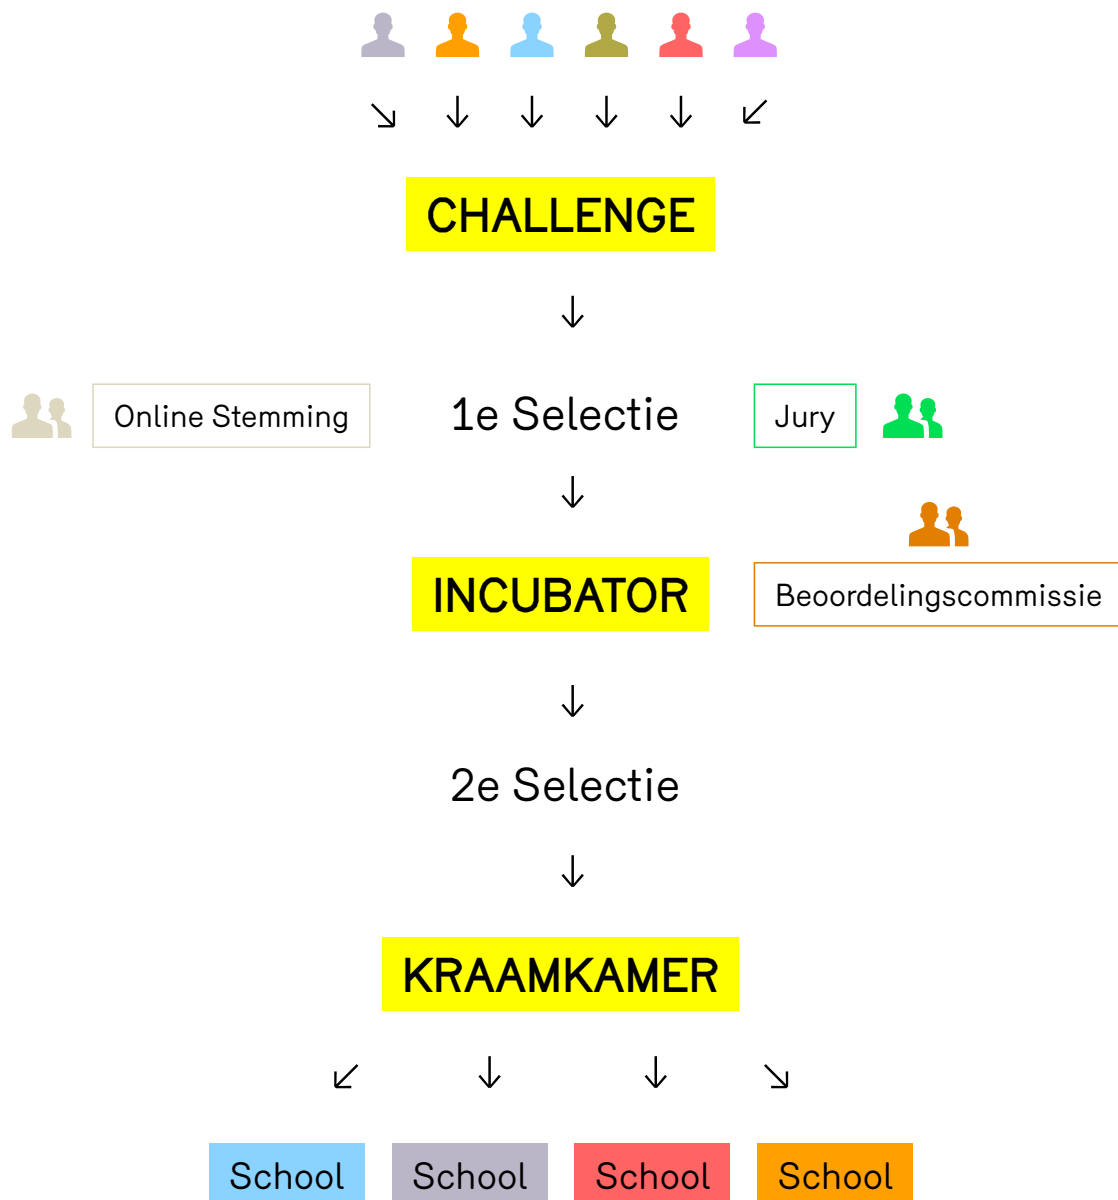 CHALLENGE
Online Stemming
1e Selectie
Jury
INCUBATOR
Beoordelingscommissie
2e Selectie
KRAAMKAMER
School
School
School
School